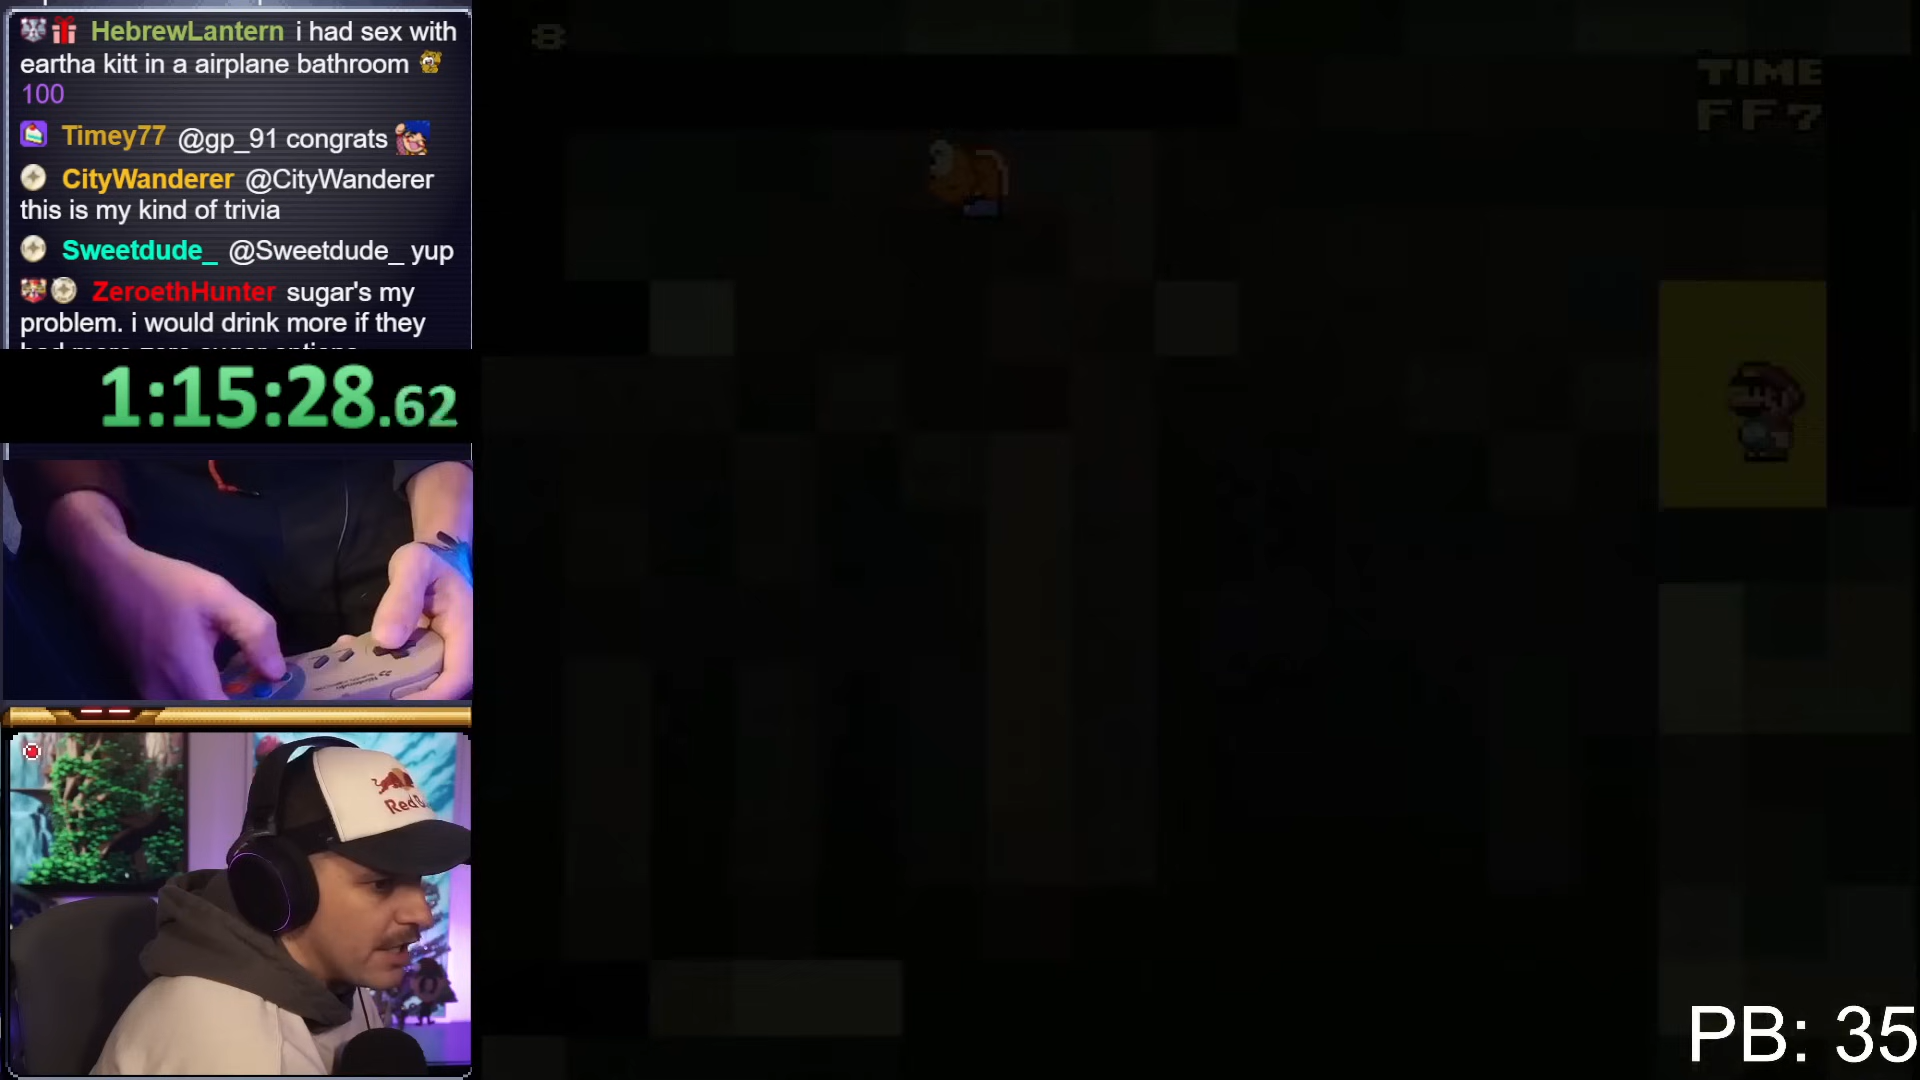 HebrewLantern i had sex with
eartha kitt in a airplane bathroom
100
Timey77 @gp_91 congrats
CityWanderer @CityWanderer
this is my kind of trivia
Sweetdude_ @Sweetdude_ yup
ZeroethHunter sugar's my
problem. i would drink more if they
1:15:28.62
8
TIME
FF7
Red
PB: 35